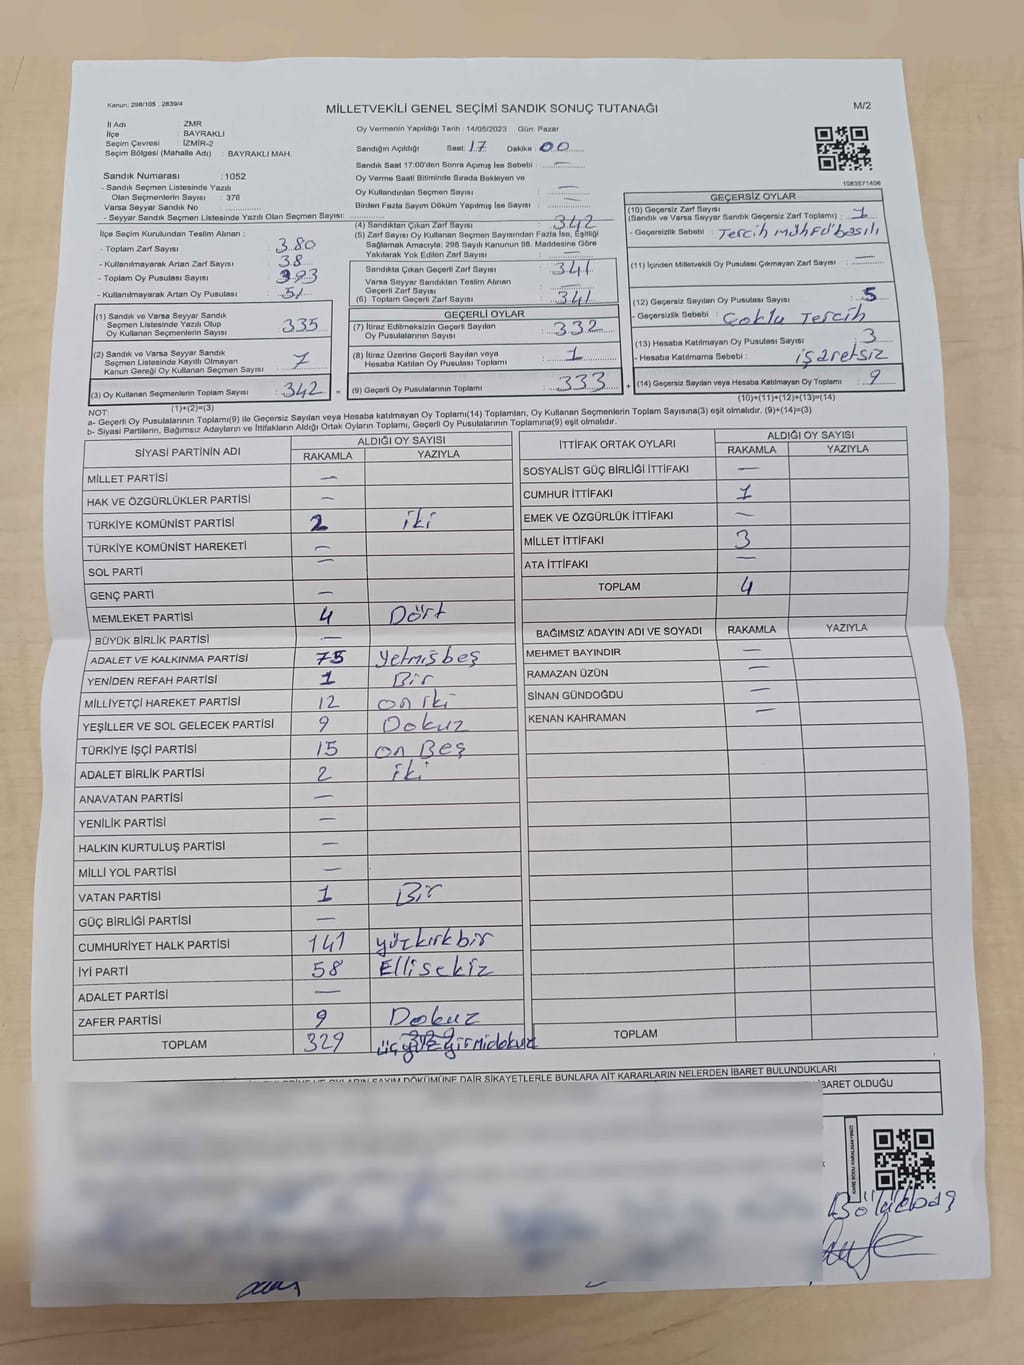 Kanun; 298/105 , 2839/4
MİLLETVEKİLİ GENEL SEÇİMİ SANDIK SONUÇ TUTANAĞI
M/2
İl Adı : ZMR
İlçe : BAYRAKLI
Seçim Çevresi : İZMİR-2
Seçim Bölgesi (Mahalle Adı) : BAYRAKLI MAH.
Sandık Numarası : 1052
- Sandık Seçmen Listesinde Yazılı
Olan Seçmenlerin Sayısı : 376
Varsa Seyyar Sandık No :
- Seyyar Sandık Seçmen Listesinde Yazılı Olan Seçmen Sayısı:
İlçe Seçim Kurulundan Teslim Alınan ;
- Toplam Zarf Sayısı : 380
- Kullanılmayarak Artan Zarf Sayısı : 38
- Toplam Oy Pusulası Sayısı : 393
- Kullanılmayarak Artan Oy Pusulası : 51
(1) Sandık ve Varsa Seyyar Sandık
Seçmen Listesinde Yazılı Olup
Oy Kullanan Seçmenlerin Sayısı : 335
(2) Sandık ve Varsa Seyyar Sandık
Seçmen Listesinde Kayıtlı Olmayan
Kanun Gereği Oy Kullanan Seçmen Sayısı : 7
(3) Oy Kullanan Seçmenlerin Toplam Sayısı : 342 =
(1)+(2)=(3)
Oy Vermenin Yapıldığı Tarih : 14/05/2023 Gün: Pazar
Sandığın Açıldığı Saat: 17 Dakika: 00
Sandık Saat 17:00'den Sonra Açımış İse Sebebi : —
Oy Verme Saati Bitiminde Sırada Bekleyen ve
Oy Kullandırılan Seçmen Sayısı : —
Birden Fazla Sayım Döküm Yapılmış İse Sayısı : —
(4) Sandıktan Çıkan Zarf Sayısı : 342
(5) Zarf Sayısı Oy Kullanan Seçmen Sayısından Fazla İse, Eşitliği
Sağlamak Amacıyla; 298 Sayılı Kanunun 98. Maddesine Göre
Yakılarak Yok Edilen Zarf Sayısı : —
Sandıkta Çıkan Geçerli Zarf Sayısı : 341
Varsa Seyyar Sandıktan Teslim Alınan
Geçerli Zarf Sayısı : —
(6) Toplam Geçerli Zarf Sayısı : 341
GEÇERLİ OYLAR
(7) İtiraz Edilmeksizin Geçerli Sayılan
Oy Pusulalarının Sayısı : 332
(8) İtiraz Üzerine Geçerli Sayılan veya
Hesaba Katılan Oy Pusulası Toplamı : 1
(9) Geçerli Oy Pusulalarının Toplamı : 333 +
1083571406
GEÇERSİZ OYLAR
(10) Geçersiz Zarf Sayısı
(Sandık ve Varsa Seyyar Sandık Geçersiz Zarf Toplamı) : 1
- Geçersizlik Sebebi : Tercih Mührü basılı
(11) İçinden Milletvekili Oy Pusulası Çıkmayan Zarf Sayısı : —
(12) Geçersiz Sayılan Oy Pusulası Sayısı : 5
- Geçersizlik Sebebi : Çoklu Tercih
(13) Hesaba Katılmayan Oy Pusulası Sayısı : 3
- Hesaba Katılmama Sebebi : işaretsiz
(14) Geçersiz Sayılan veya Hesaba Katılmayan Oy Toplamı : 9
(10)+(11)+(12)+(13)=(14)
NOT:
a- Geçerli Oy Pusulalarının Toplamı(9) ile Geçersiz Sayılan veya Hesaba katılmayan Oy Toplamı(14) Toplamları, Oy Kullanan Seçmenlerin Toplam Sayısına(3) eşit olmalıdır. (9)+(14)=(3)
b- Siyasi Partilerin, Bağımsız Adayların ve İttifakların Aldığı Ortak Oyların Toplamı, Geçerli Oy Pusulalarının Toplamına(9) eşit olmalıdır.
SİYASİ PARTİNİN ADI ALDIĞI OY SAYISI
RAKAMLA YAZIYLA
MİLLET PARTİSİ —
HAK VE ÖZGÜRLÜKLER PARTİSİ —
TÜRKİYE KOMÜNİST PARTİSİ 2 iki
TÜRKİYE KOMÜNİST HAREKETİ —
SOL PARTİ —
GENÇ PARTİ —
MEMLEKET PARTİSİ 4 Dört
BÜYÜK BİRLİK PARTİSİ —
ADALET VE KALKINMA PARTİSİ 75 Yetmişbeş
YENİDEN REFAH PARTİSİ 1 Bir
MİLLİYETÇİ HAREKET PARTİSİ 12 on iki
YEŞİLLER VE SOL GELECEK PARTİSİ 9 Dokuz
TÜRKİYE İŞÇİ PARTİSİ 15 on Beş
ADALET BİRLİK PARTİSİ 2 iki
ANAVATAN PARTİSİ —
YENİLİK PARTİSİ —
HALKIN KURTULUŞ PARTİSİ —
MİLLİ YOL PARTİSİ —
VATAN PARTİSİ 1 Bir
GÜÇ BİRLİĞİ PARTİSİ —
CUMHURİYET HALK PARTİSİ 141 yüzkırkbir
İYİ PARTİ 58 Ellisekiz
ADALET PARTİSİ —
ZAFER PARTİSİ 9 Dokuz
TOPLAM 329 üçyüzyirmidokuz
İTTİFAK ORTAK OYLARI ALDIĞI OY SAYISI
RAKAMLA YAZIYLA
SOSYALİST GÜÇ BİRLİĞİ İTTİFAKI —
CUMHUR İTTİFAKI 1
EMEK VE ÖZGÜRLÜK İTTİFAKI —
MİLLET İTTİFAKI 3
ATA İTTİFAKI —
TOPLAM 4
BAĞIMSIZ ADAYIN ADI VE SOYADI RAKAMLA YAZIYLA
MEHMET BAYINDIR —
RAMAZAN ÜZÜN —
SİNAN GÜNDOĞDU —
KENAN KAHRAMAN —
TOPLAM
OYLARIN SAYIM DÖKÜMÜNE DAİR ŞİKAYETLERLE BUNLARA AİT KARARLARIN NELERDEN İBARET BULUNDUKLARI
İBARET OLDUĞU
KARE KODU KARALAMAYINIZ!
Bölükbaş